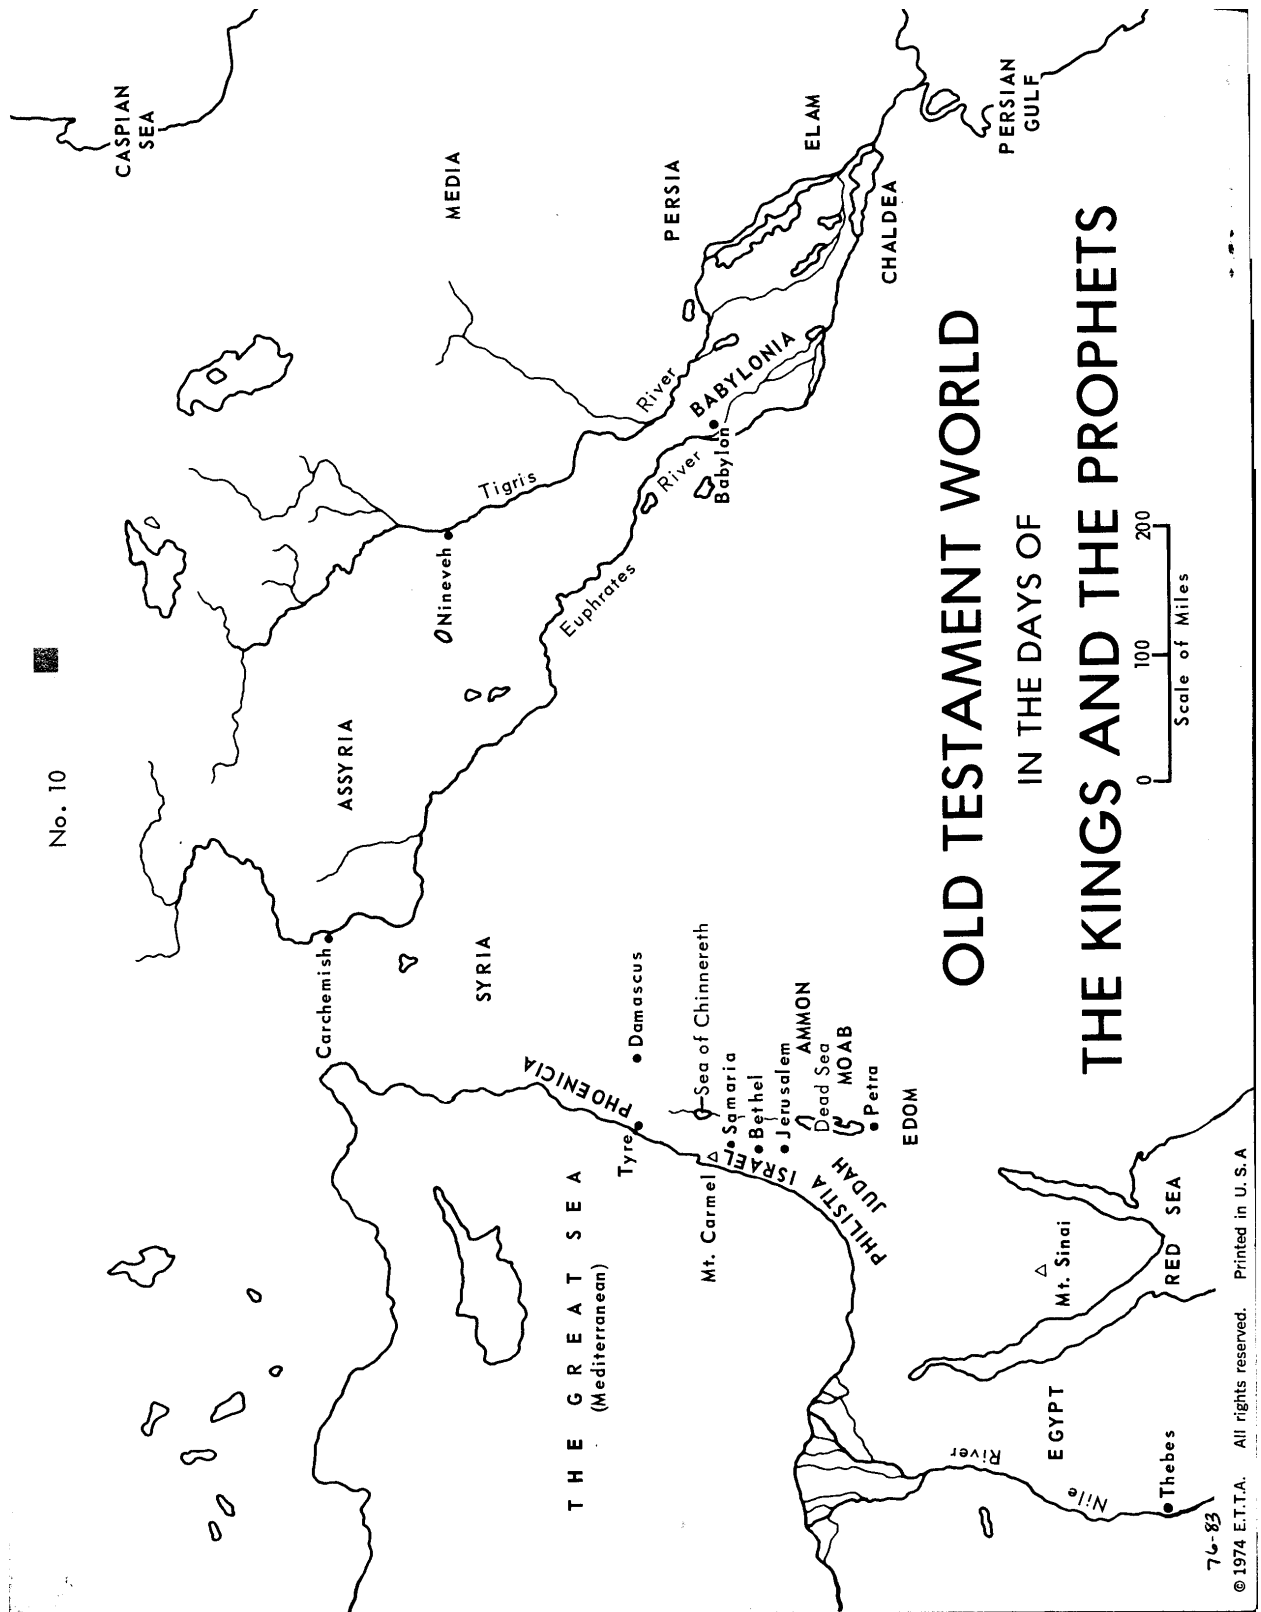 No. 10
CASPIAN
SEA
MEDIA
ASSYRIA
Carchemish
Nineveh
Tigris
River
PERSIA
ELAM
SYRIA
Euphrates
River
BABYLONIA
Babylon
CHALDEA
PERSIAN
GULF
THE GREAT SEA
(Mediterranean)
PHOENICIA
Tyre
Damascus
Sea of Chinnereth
Mt. Carmel
ISRAEL
Samaria
Bethel
Jerusalem
AMMON
Dead Sea
MOAB
PHILISTIA
JUDAH
Petra
EDOM
OLD TESTAMENT WORLD
IN THE DAYS OF
THE KINGS AND THE PROPHETS
0 100 200
Scale of Miles
EGYPT
River
Nile
Thebes
Mt. Sinai
RED SEA
76-83
© 1974 E.T.T.A. All rights reserved. Printed in U.S.A